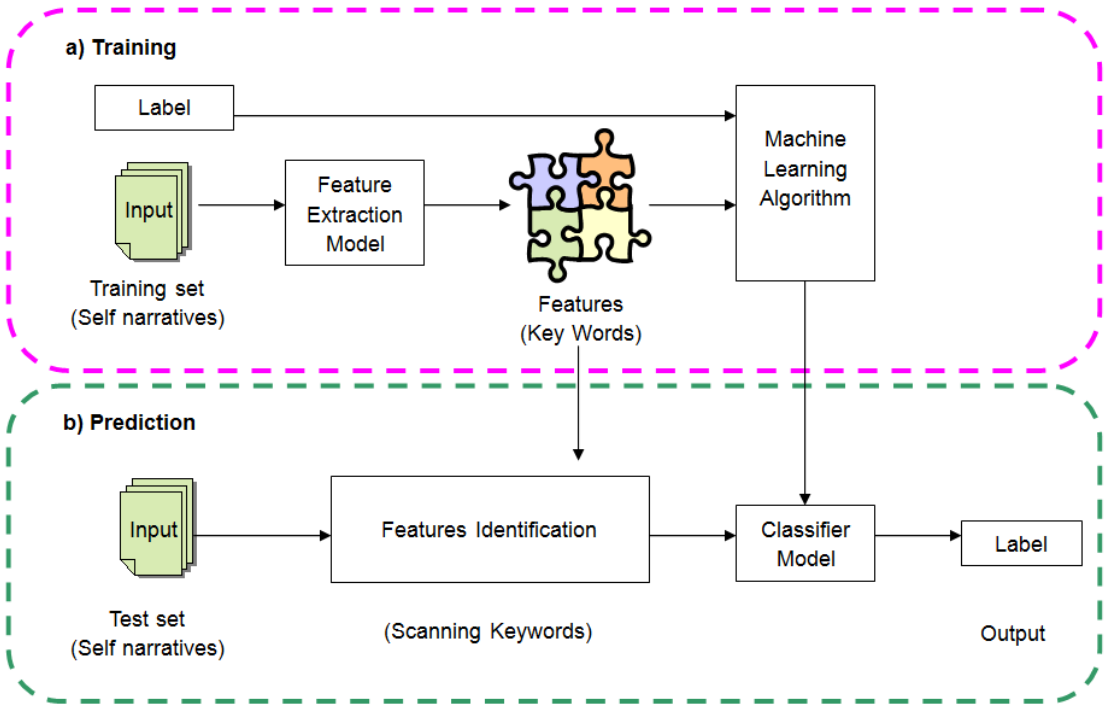 a) Training
Label
Machine
Learning
Algorithm
Input
Feature
Extraction
Model
Training set
(Self narratives)
Features
(Key Words)
b) Prediction
Input
Features Identification
Classifier
Model
Label
Test set
(Self narratives)
(Scanning Keywords)
Output